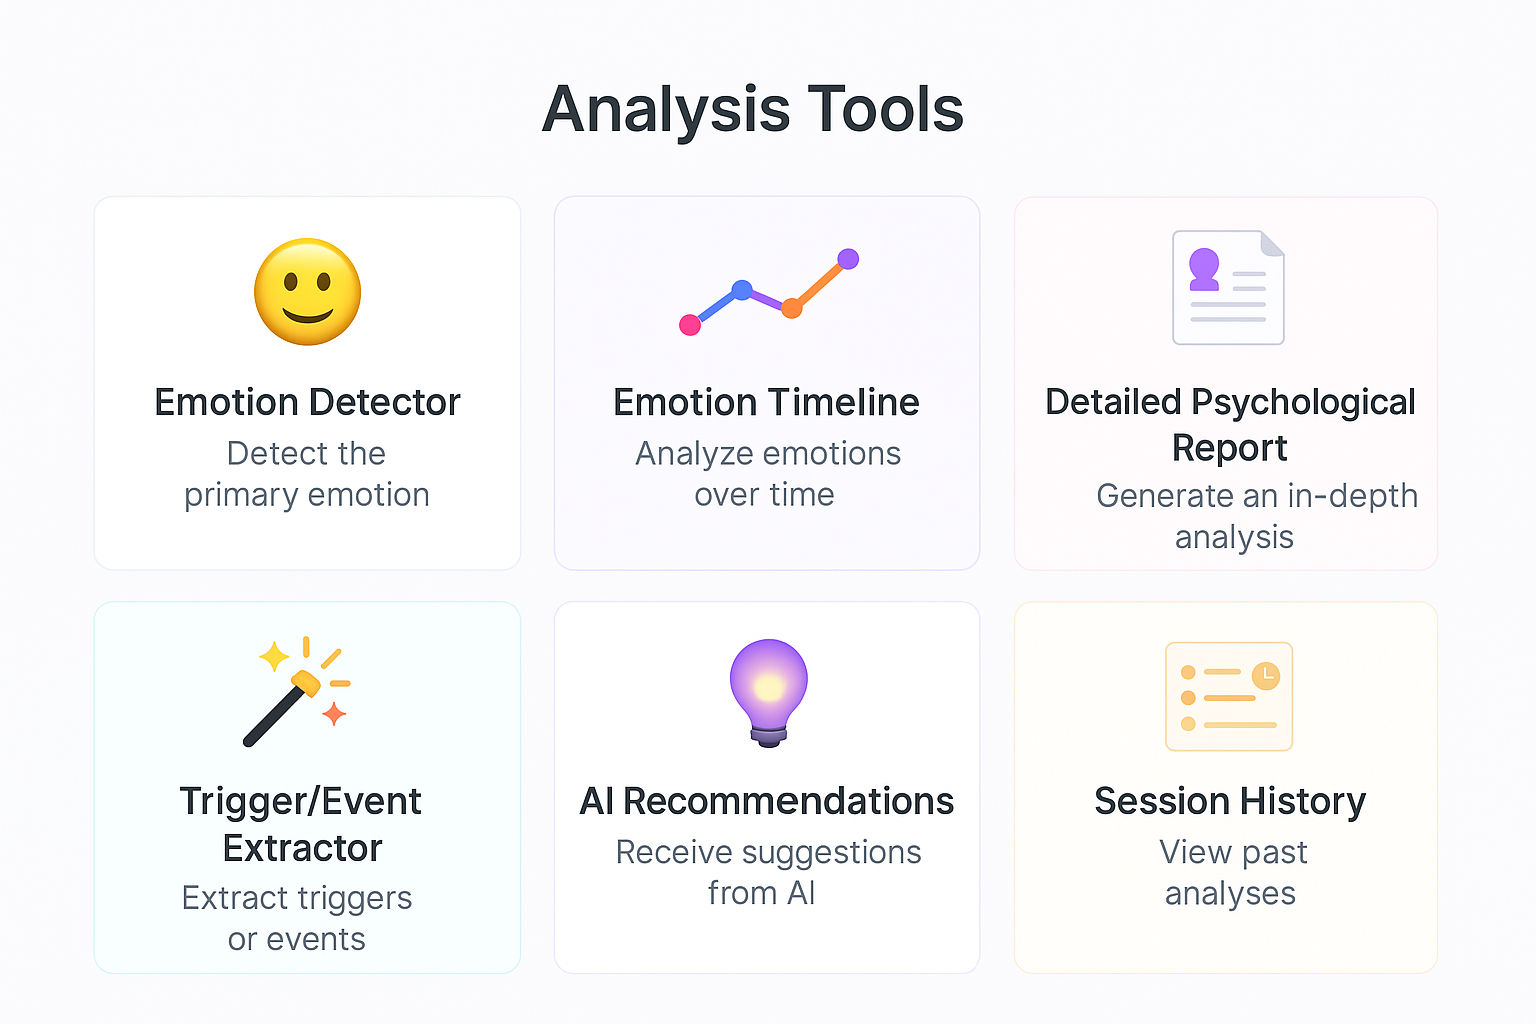 Analysis Tools
Emotion Detector
Detect the
primary emotion
Emotion Timeline
Analyze emotions
over time
Detailed Psychological
Report
Generate an in-depth
analysis
Trigger/Event
Extractor
Extract triggers
or events
AI Recommendations
Receive suggestions
from AI
Session History
View past
analyses